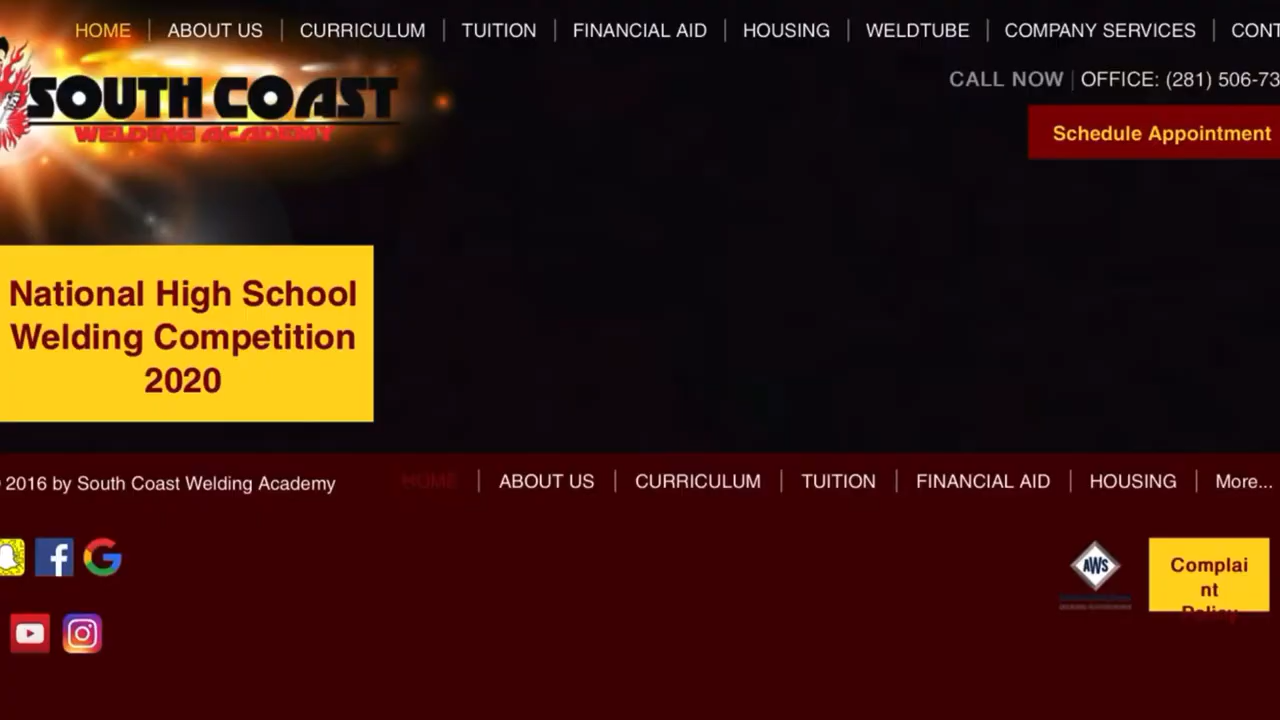 HOME | ABOUT US | CURRICULUM | TUITION | FINANCIAL AID | HOUSING | WELDTUBE | COMPANY SERVICES | CONT
SOUTH COAST
WELDING ACADEMY
CALL NOW | OFFICE: (281) 506-73
Schedule Appointment
National High School
Welding Competition
2020
2016 by South Coast Welding Academy
HOME | ABOUT US | CURRICULUM | TUITION | FINANCIAL AID | HOUSING | More...
AWS
Complai
nt
Policy